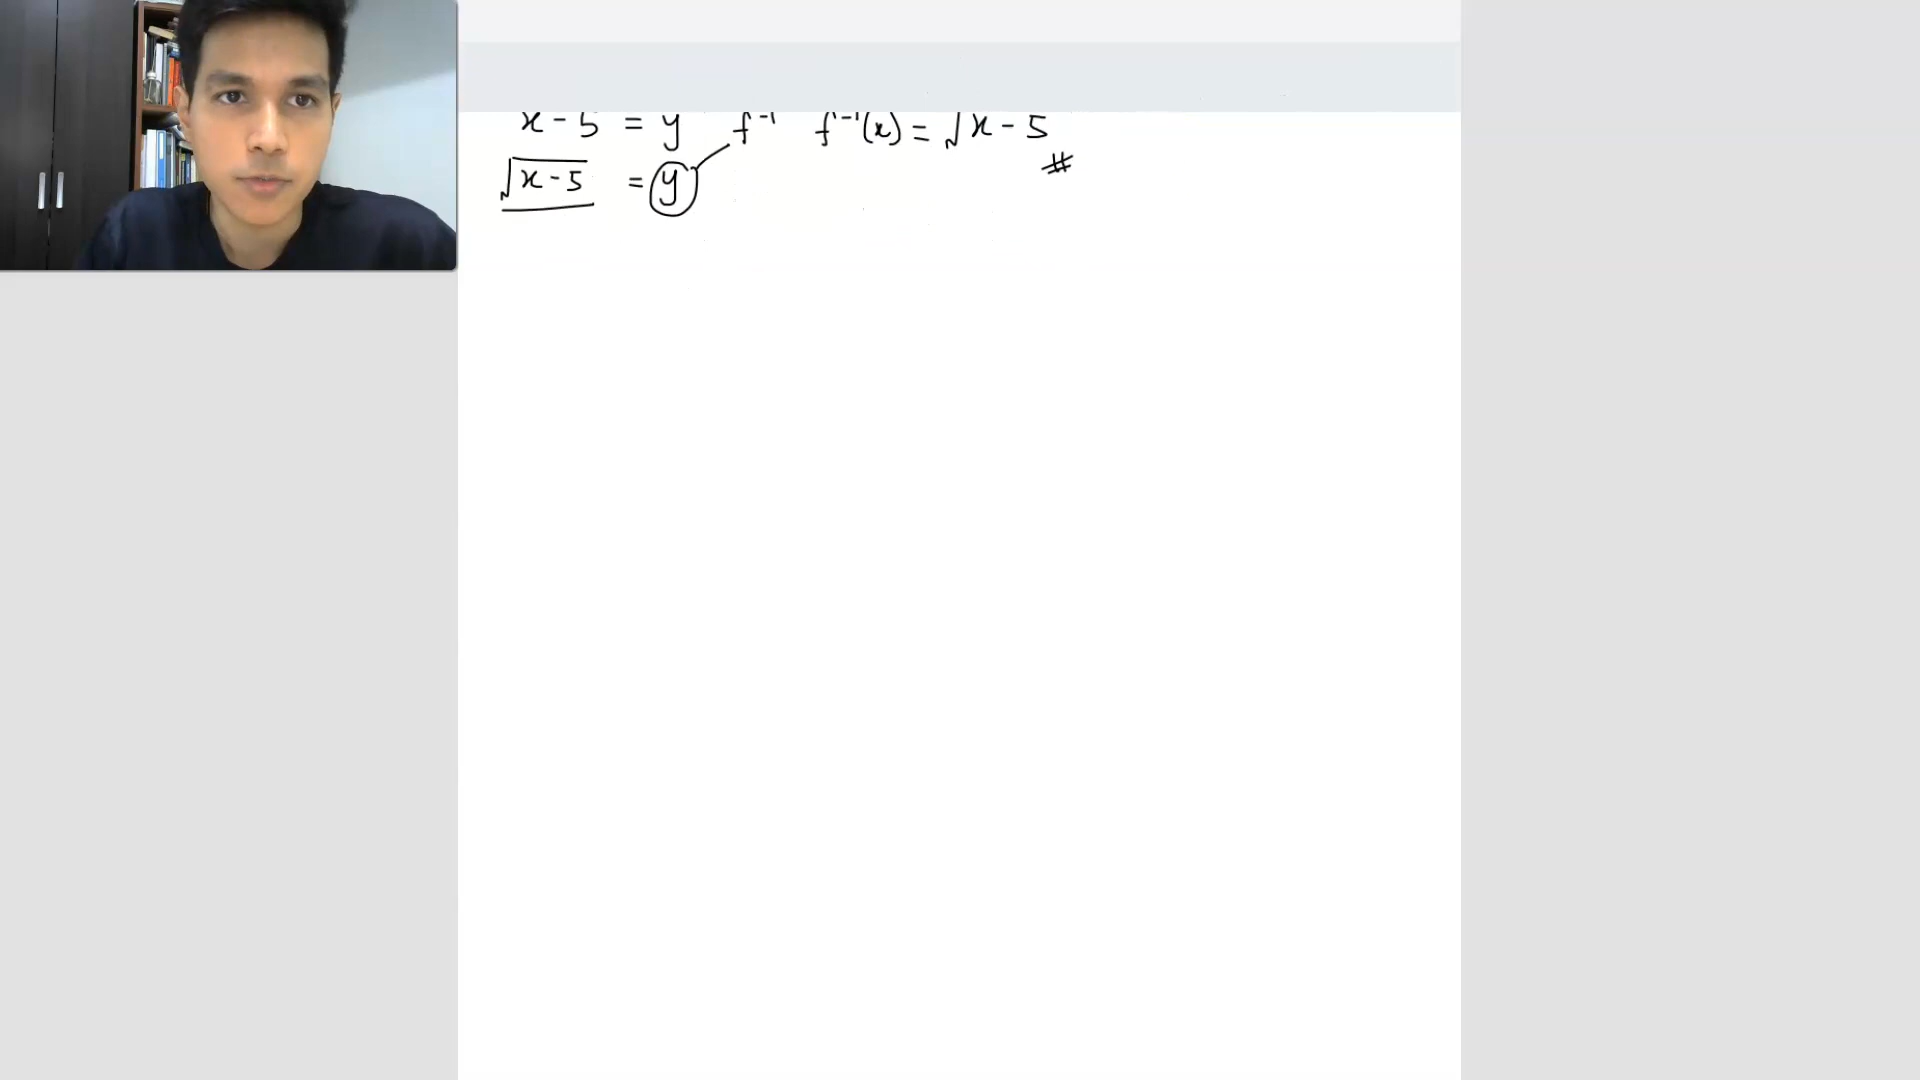 x - 5 = y f⁻¹ f⁻¹(x) = √x - 5
√x - 5 = y #